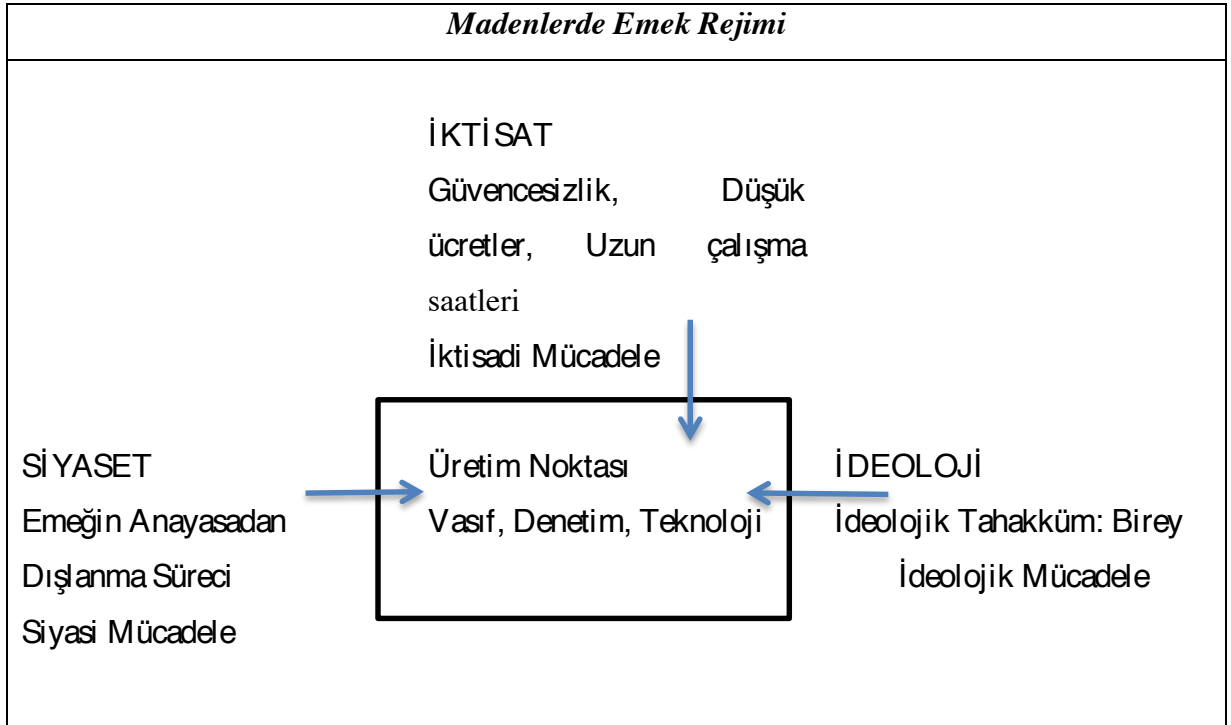 Madenlerde Emek Rejimi
İKTİSAT
Güvencesizlik, Düşük
ücretler, Uzun çalışma
saatleri
İktisadi Mücadele
SİYASET
Emeğin Anayasadan
Dışlanma Süreci
Siyasi Mücadele
Üretim Noktası
Vasıf, Denetim, Teknoloji
İDEOLOJİ
İdeolojik Tahakküm: Birey
İdeolojik Mücadele